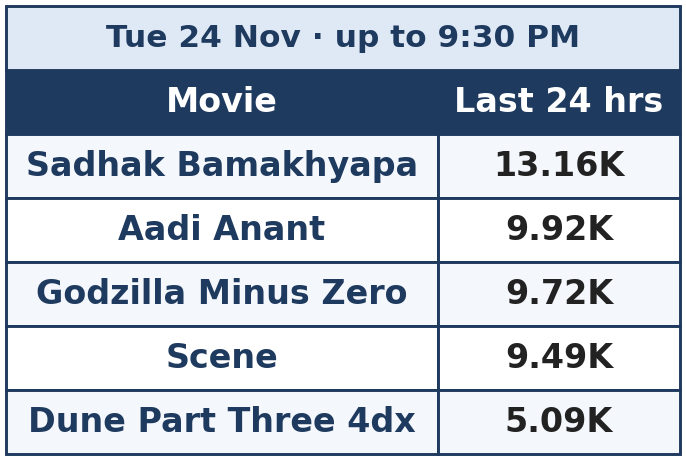 Tue 24 Nov · up to 9:30 PM
Movie Last 24 hrs
Sadhak Bamakhyapa 13.16K
Aadi Anant 9.92K
Godzilla Minus Zero 9.72K
Scene 9.49K
Dune Part Three 4dx 5.09K